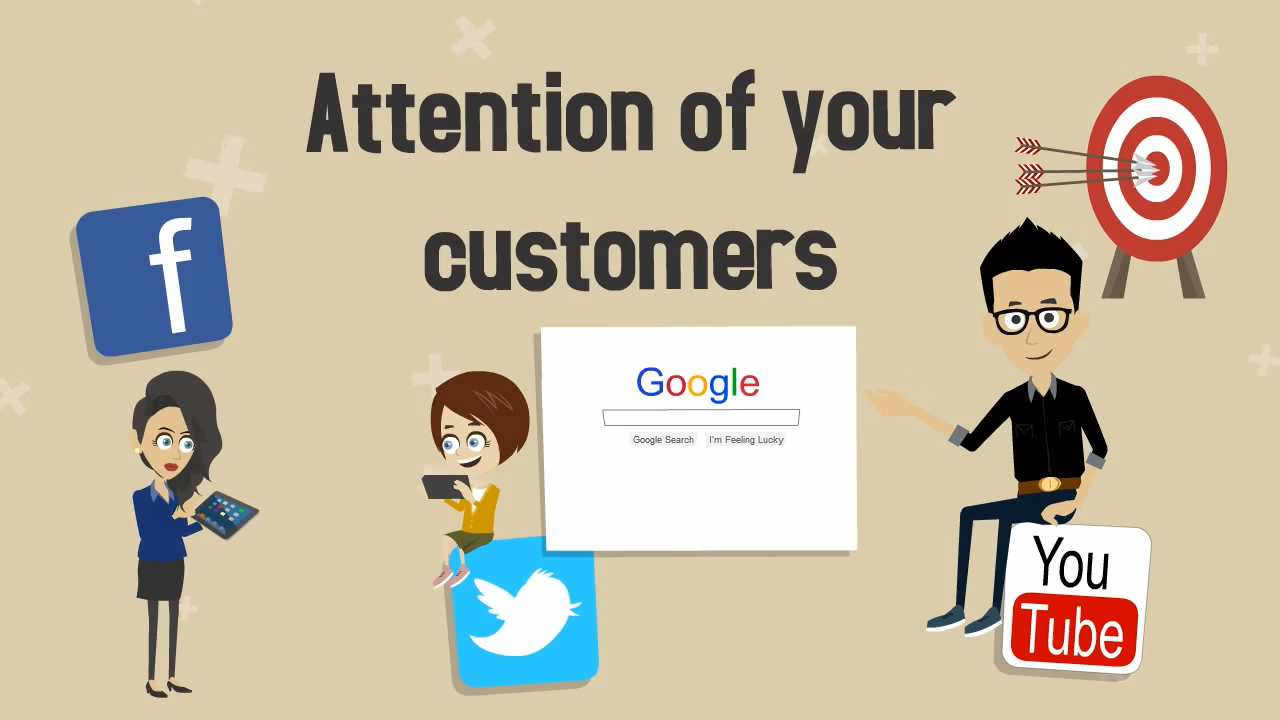 Attention of your
customers
f
Google
Google Search I'm Feeling Lucky
You
Tube